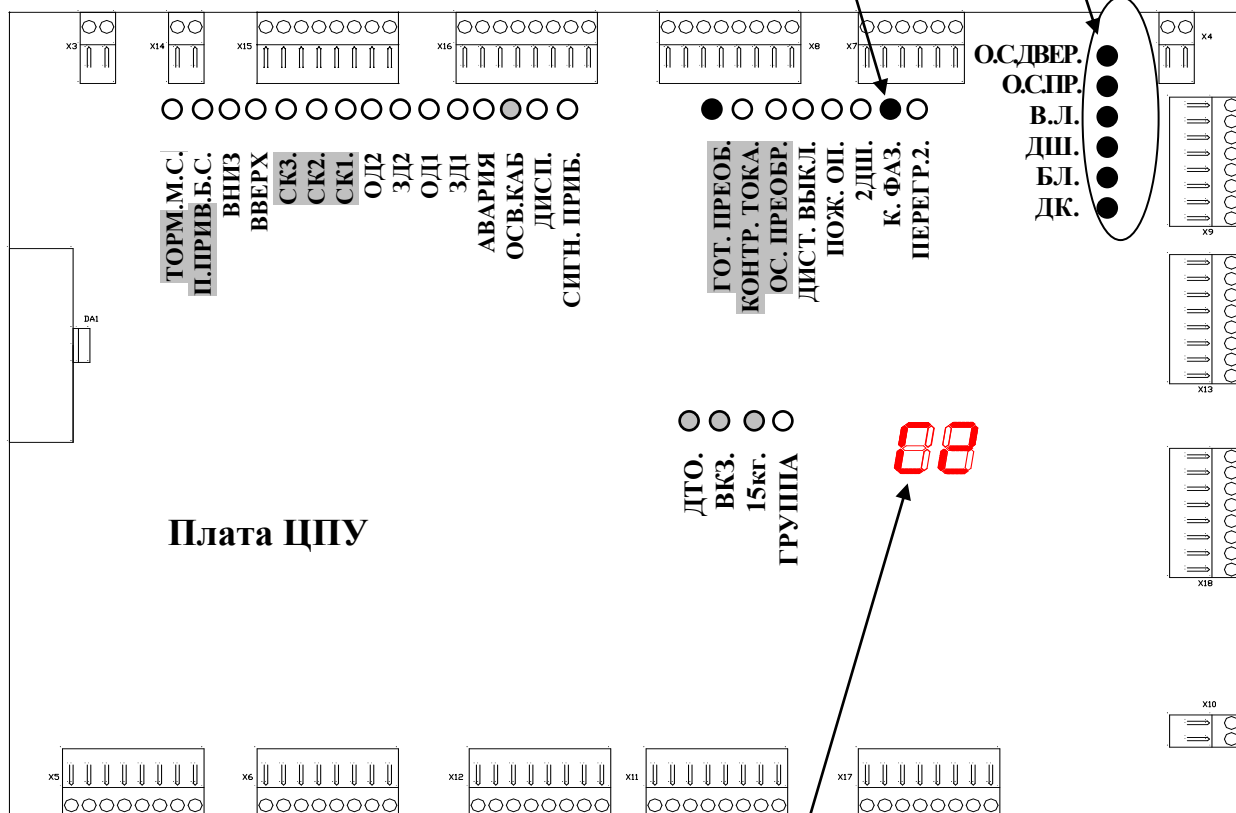 X3
X14
X15
X16
X8
X7
X4
О.С.ДВЕР.
О.С.ПР.
В.Л.
ДШ.
БЛ.
ДК.
ТОРМ.М.С.
П.ПРИВ.Б.С.
ВНИЗ
ВВЕРХ
СК3.
СК2.
СК1.
ОД2
ЗД2
ОД1
ЗД1
АВАРИЯ
ОСВ.КАБ
ДИСП.
СИГН. ПРИБ.
ГОТ. ПРЕОБ.
КОНТР. ТОКА.
ОС. ПРЕОБР.
ДИСТ. ВЫКЛ.
ПОЖ. ОП.
2ДШ.
К. ФАЗ.
ПЕРЕГР.2.
X9
DA1
X13
ДТО.
ВКЗ.
15кг.
ГРУППА
C2
Плата ЦПУ
X18
X10
X5
X6
X12
X11
X17